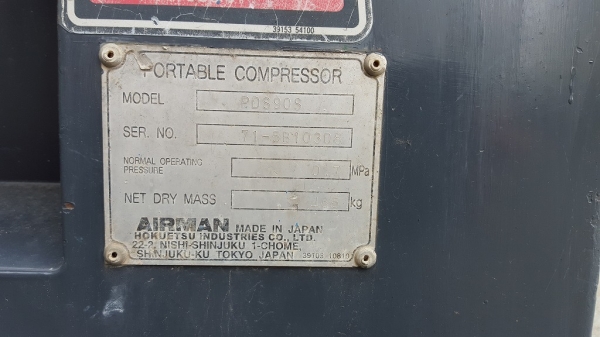 39153 54100
PORTABLE COMPRESSOR
MODEL PDS90S
SER. NO.
NORMAL OPERATING
PRESSURE MPa
NET DRY MASS kg
AIRMAN MADE IN JAPAN
HOKUETSU INDUSTRIES CO., LTD.
22-2, NISHI-SHINJUKU 1-CHOME,
SHINJUKU-KU TOKYO JAPAN